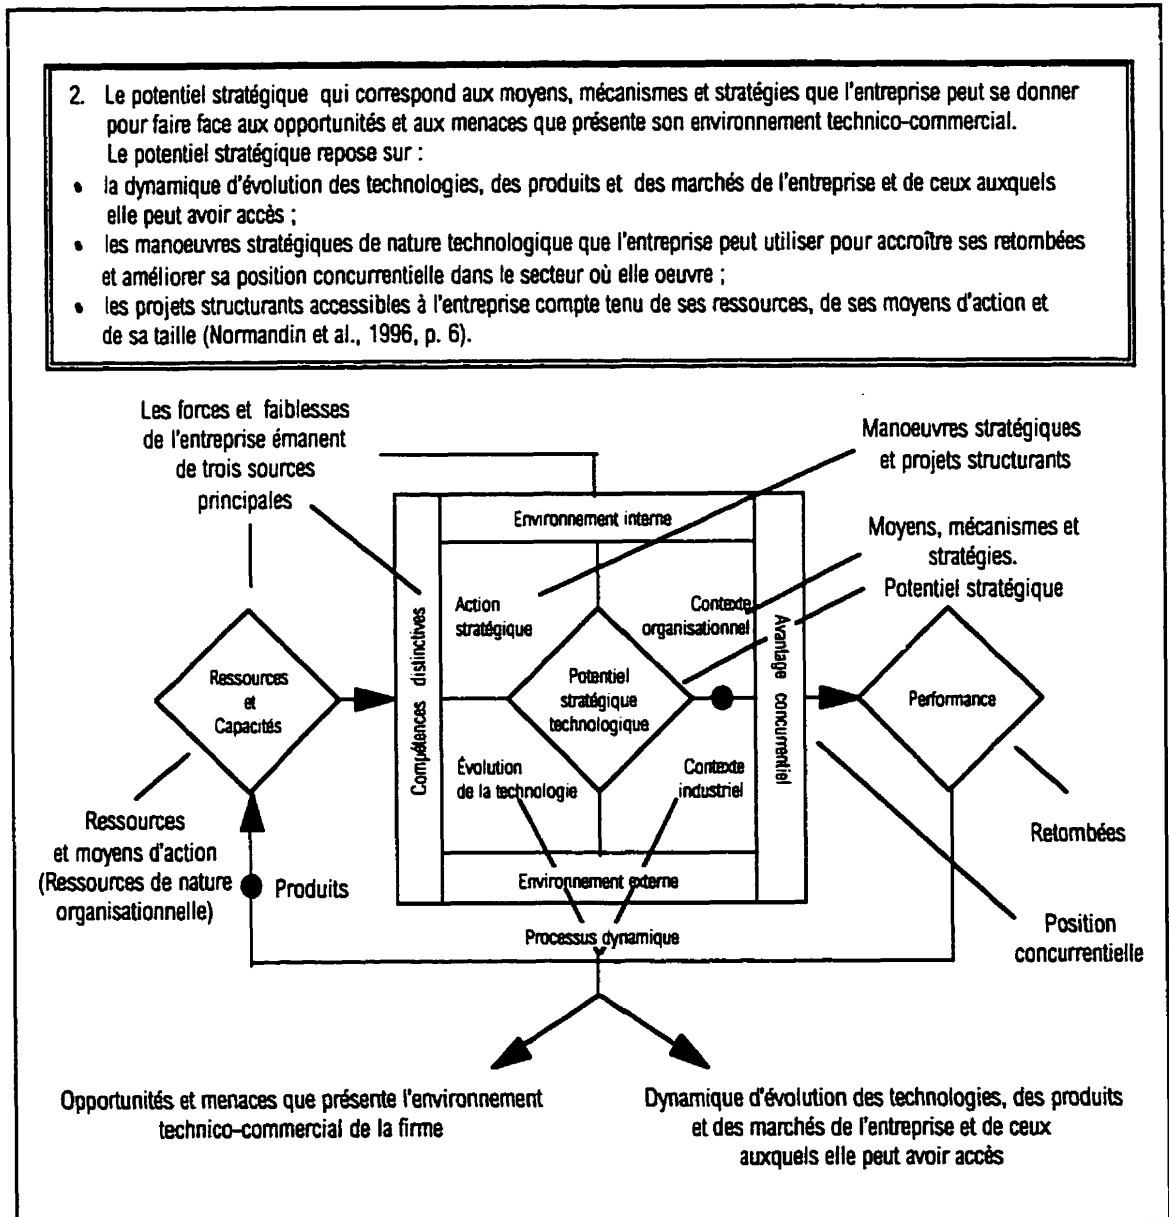 2. Le potentiel stratégique qui correspond aux moyens, mécanismes et stratégies que l'entreprise peut se donner
pour faire face aux opportunités et aux menaces que présente son environnement technico-commercial.
Le potentiel stratégique repose sur :
• la dynamique d'évolution des technologies, des produits et des marchés de l'entreprise et de ceux auxquels
elle peut avoir accès ;
• les manoeuvres stratégiques de nature technologique que l'entreprise peut utiliser pour accroître ses retombées
et améliorer sa position concurrentielle dans le secteur où elle oeuvre ;
• les projets structurants accessibles à l'entreprise compte tenu de ses ressources, de ses moyens d'action et
de sa taille (Normandin et al., 1996, p. 6).
Les forces et faiblesses
de l'entreprise émanent
de trois sources
principales
Manoeuvres stratégiques
et projets structurants
Moyens, mécanismes et
stratégies.
Potentiel stratégique
Environnement interne
Action
stratégique
Contexte
organisationnel
Compétences distinctives
Avantage concurrentiel
Ressources
et
Capacités
Potentiel
stratégique
technologique
Performance
Évolution
de la technologie
Contexte
industriel
Environnement externe
Ressources
et moyens d'action
(Ressources de nature
organisationnelle)
Produits
Processus dynamique
Retombées
Position
concurrentielle
Opportunités et menaces que présente l'environnement
technico-commercial de la firme
Dynamique d'évolution des technologies, des produits
et des marchés de l'entreprise et de ceux
auxquels elle peut avoir accès